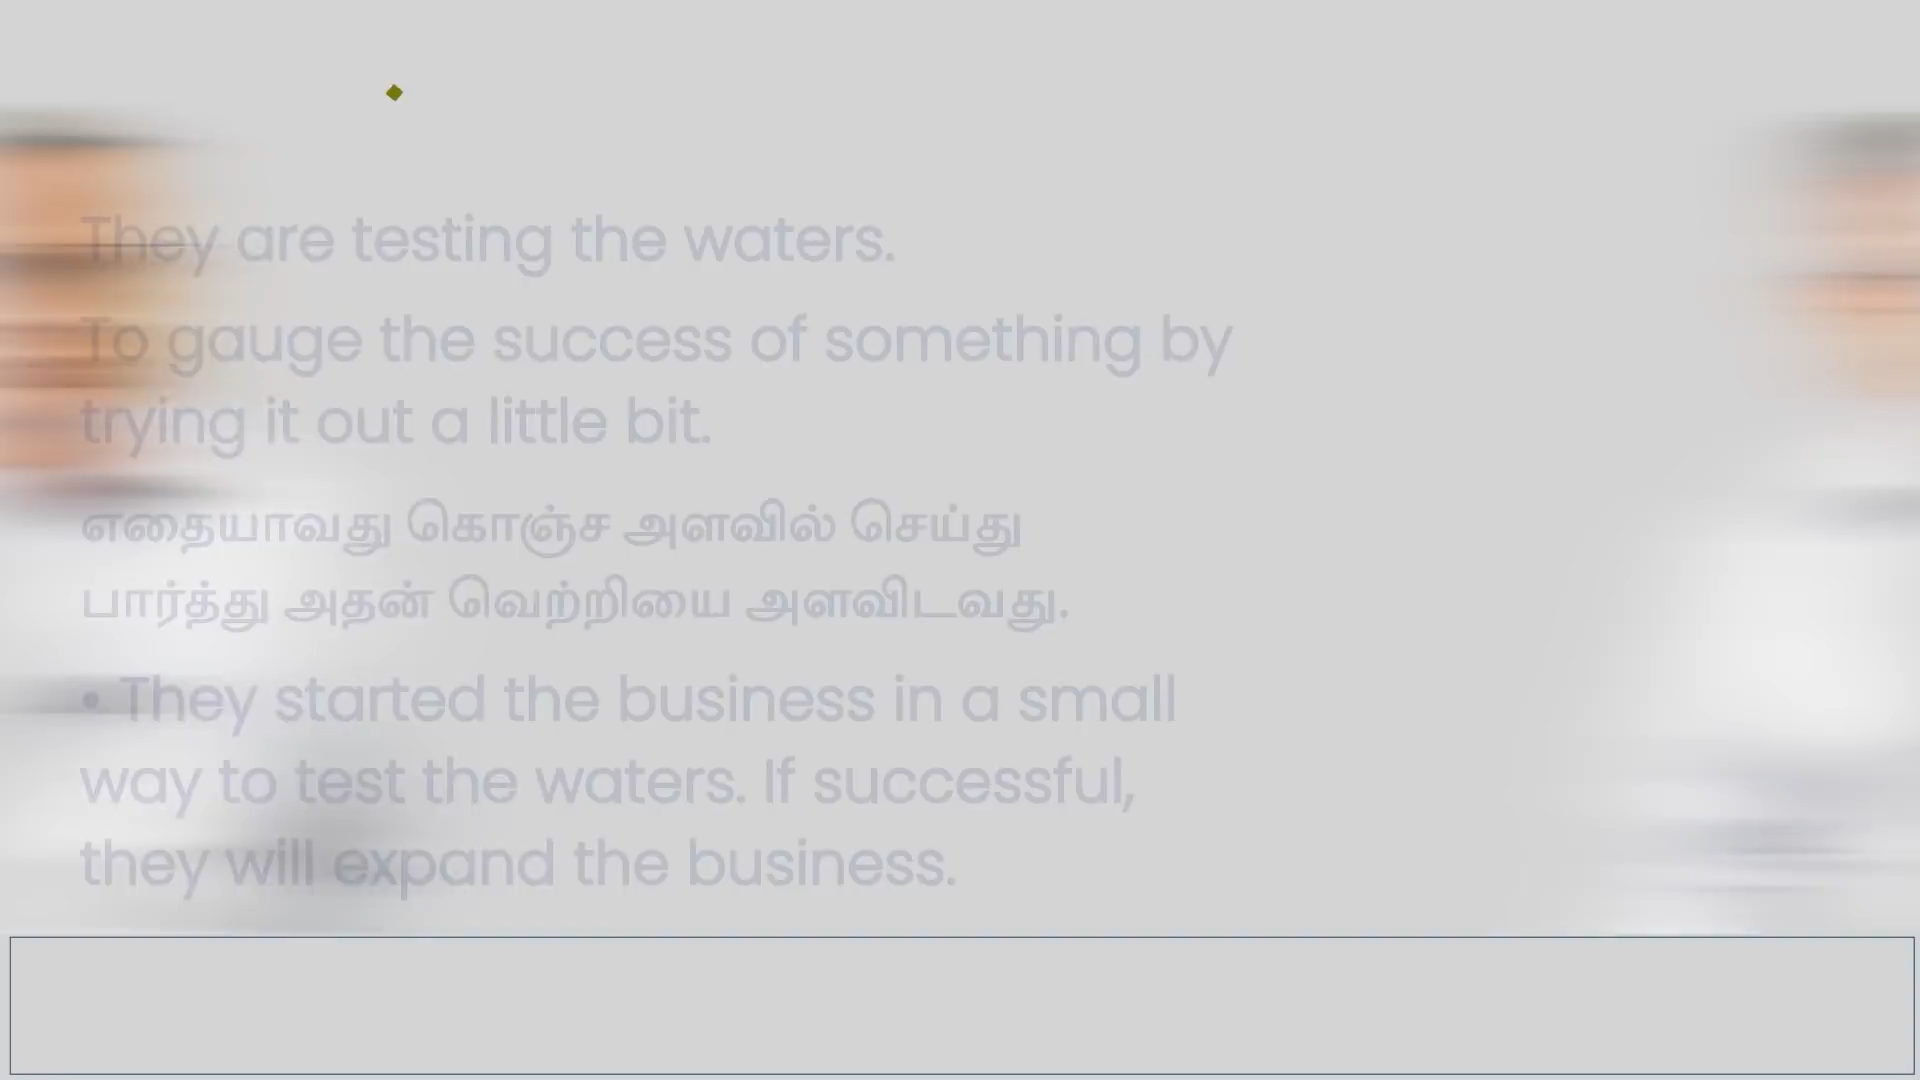 They are testing the waters.
To gauge the success of something by
trying it out a little bit.
எதையாவது கொஞ்ச அளவில் செய்து
பார்த்து அதன் வெற்றியை அளவிடவது.
• They started the business in a small
way to test the waters. If successful,
they will expand the business.